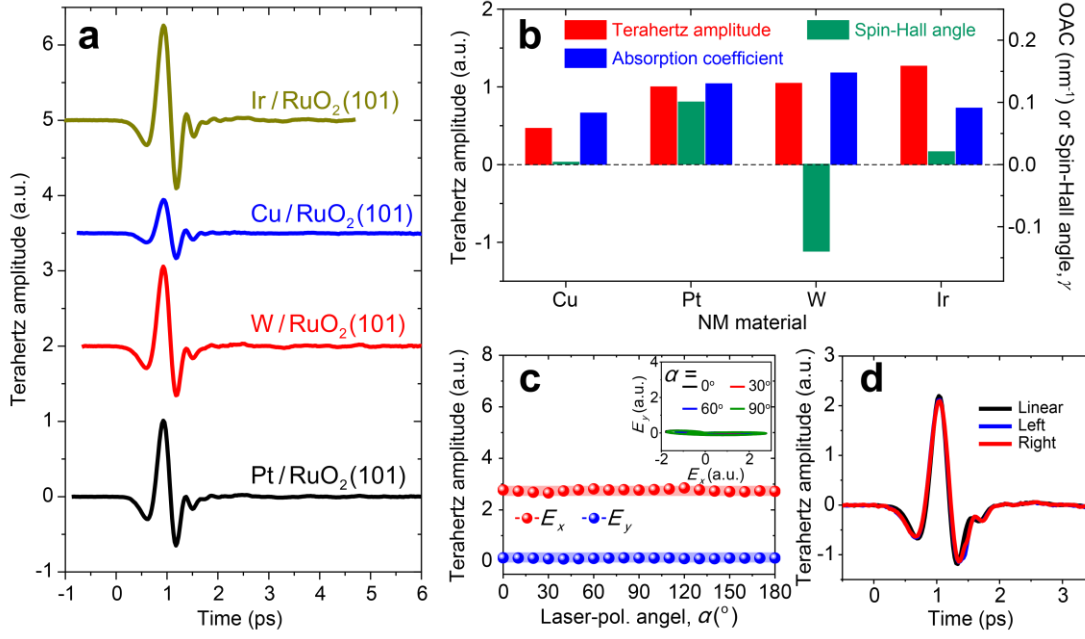 a
Terahertz amplitude (a.u.)
6
5
4
3
2
1
0
-1
Ir/RuO2(101)
Cu/RuO2(101)
W/RuO2(101)
Pt/RuO2(101)
-1 0 1 2 3 4 5 6
Time (ps)
b
Terahertz amplitude (a.u.)
2
1
0
-1
Terahertz amplitude
Spin-Hall angle
Absorption coefficient
0.2
0.1
0.0
-0.1
OAC (nm⁻¹) or Spin-Hall angle, γ
Cu Pt W Ir
NM material
c
Terahertz amplitude (a.u.)
8
6
4
2
0
α =
0° 30°
60° 90°
E_y (a.u.)
4
2
0
-2 0 2
E_x (a.u.)
E_x E_y
0 30 60 90 120 150 180
Laser-pol. angel, α(°)
d
Terahertz amplitude (a.u.)
3
2
1
0
-1
Linear
Left
Right
0 1 2 3
Time (ps)